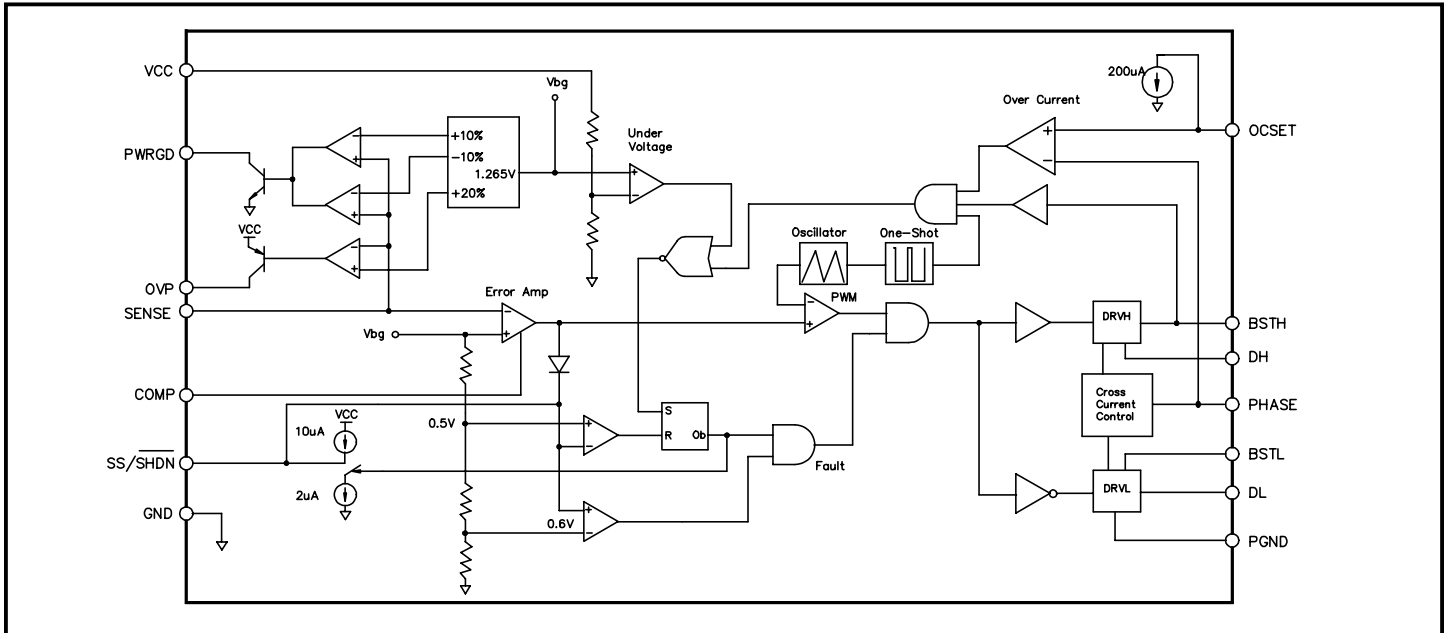 VCC
PWRGD
VCC
OVP
SENSE
COMP
VCC
10uA
SS/SHDN
2uA
GND
+10%
-10%
1.265V
+20%
Vbg
Under
Voltage
Error Amp
Vbg
0.5V
0.6V
S
R
Ob
Fault
Oscillator
One-Shot
PWM
Over Current
200uA
+
-
DRVH
Cross
Current
Control
DRVL
OCSET
BSTH
DH
PHASE
BSTL
DL
PGND